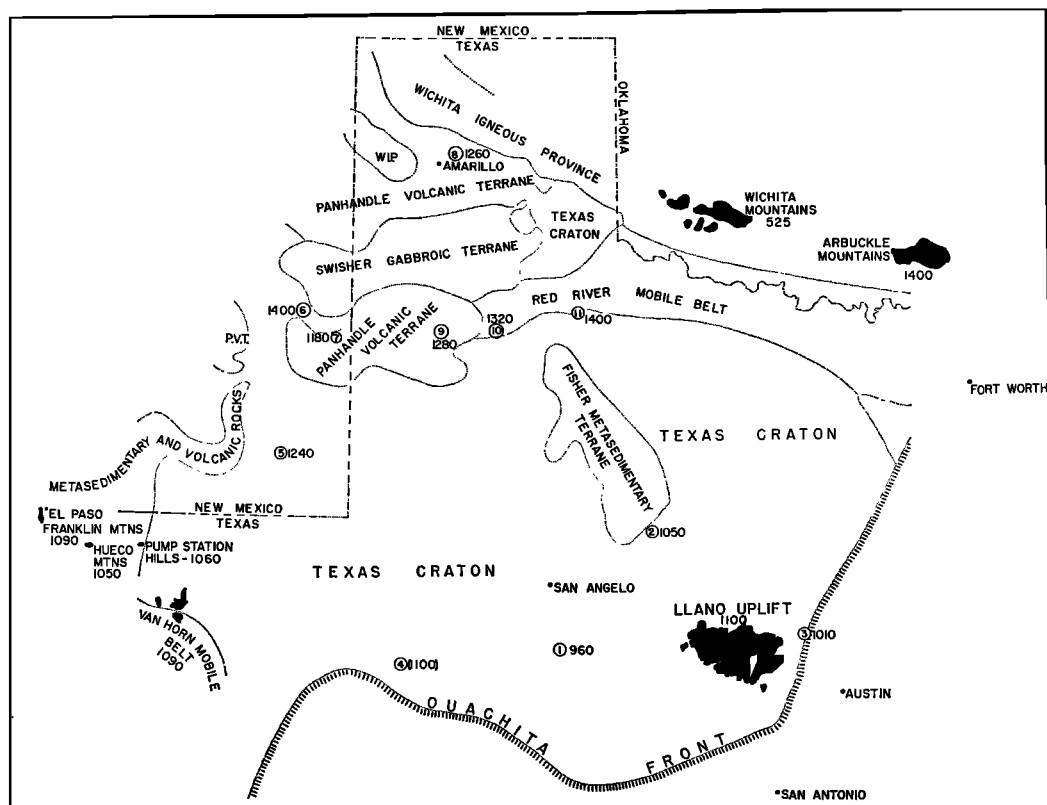 NEW MEXICO
TEXAS
OKLAHOMA
WICHITA IGNEOUS PROVINCE
WIP
⑧1260
AMARILLO
PANHANDLE VOLCANIC TERRANE
TEXAS
CRATON
WICHITA
MOUNTAINS
525
ARBUCKLE
MOUNTAINS
1400
SWISHER GABBROIC TERRANE
RED RIVER MOBILE BELT
1400⑥
1180⑦
PANHANDLE
VOLCANIC
TERRANE
⑨
1280
1320
⑩
⑪1400
P.V.T.
FORT WORTH
FISHER METASEDIMENTARY
TERRANE
TEXAS CRATON
METASEDIMENTARY AND VOLCANIC ROCKS
⑤1240
NEW MEXICO
TEXAS
EL PASO
FRANKLIN MTNS
1090
HUECO
MTNS
1050
PUMP STATION
HILLS-1060
②1050
TEXAS CRATON
SAN ANGELO
LLANO UPLIFT
1100
③1010
VAN HORN MOBILE
BELT
1090
④(1100)
①960
AUSTIN
OUACHITA FRONT
SAN ANTONIO